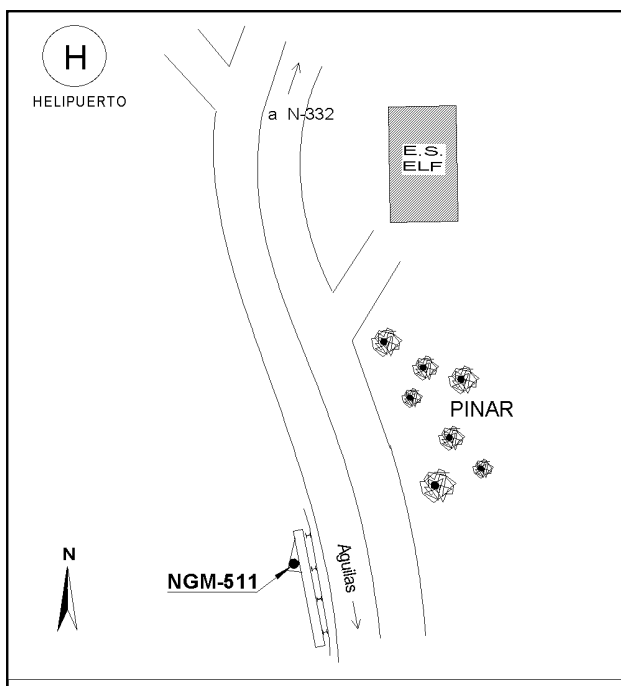 H
HELIPUERTO
a N-332
E.S.
ELF
PINAR
N
NGM-511
Aguilas